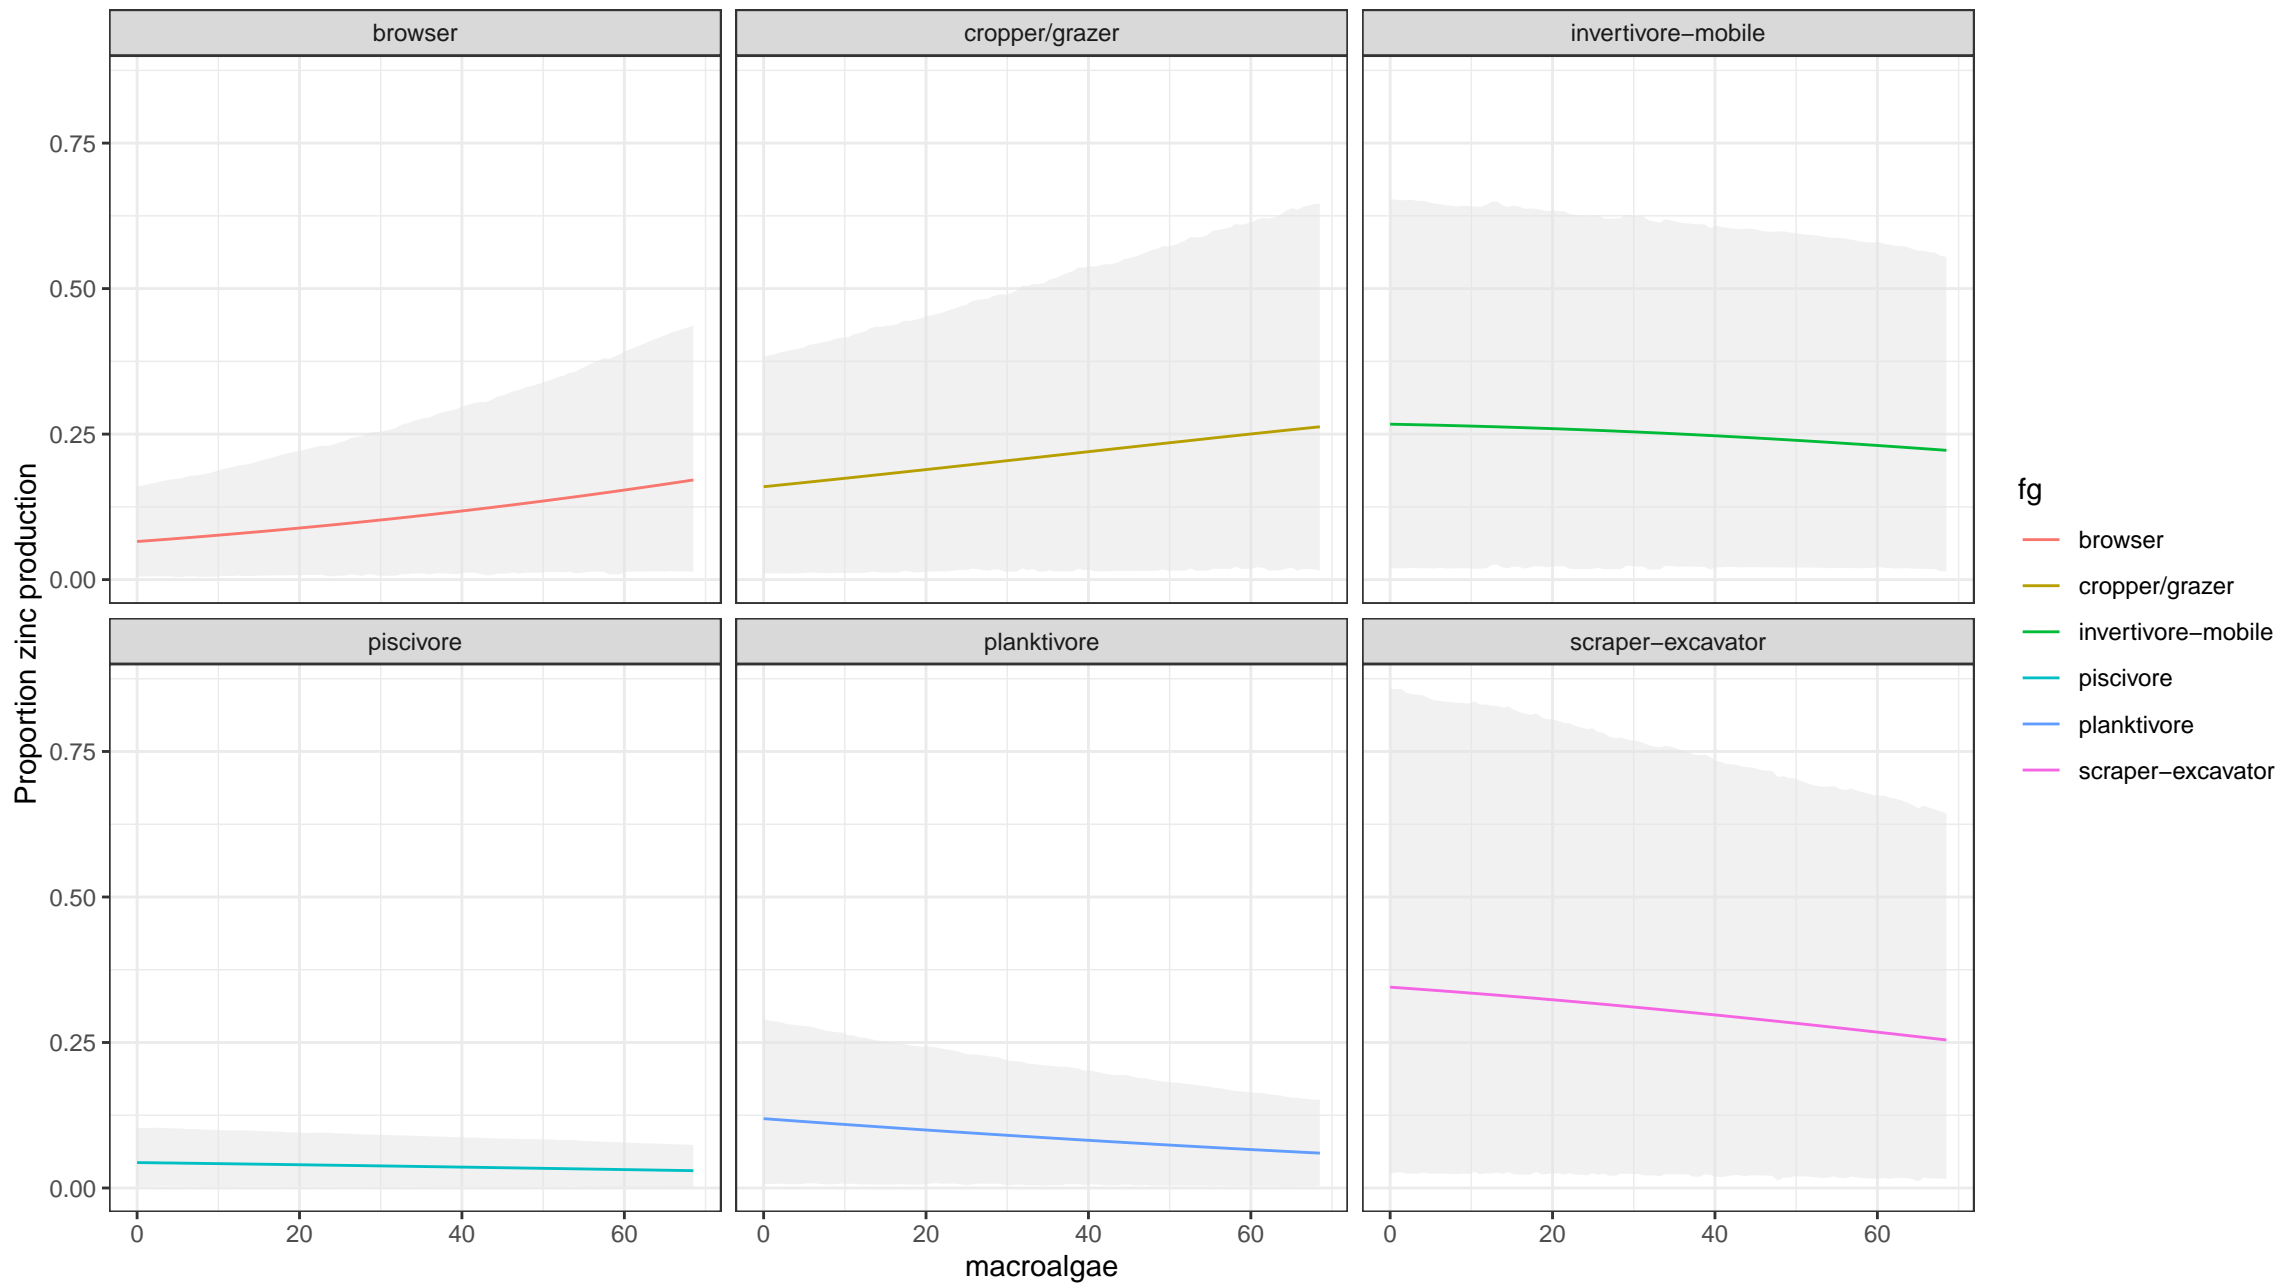 browser
cropper/grazer
invertivore−mobile
0.75
0.50
0.25
0.00
piscivore
planktivore
scraper−excavator
0.75
0.50
0.25
0.00
0 20 40 60
0 20 40 60
0 20 40 60
macroalgae
Proportion zinc production
fg
browser
cropper/grazer
invertivore−mobile
piscivore
planktivore
scraper−excavator